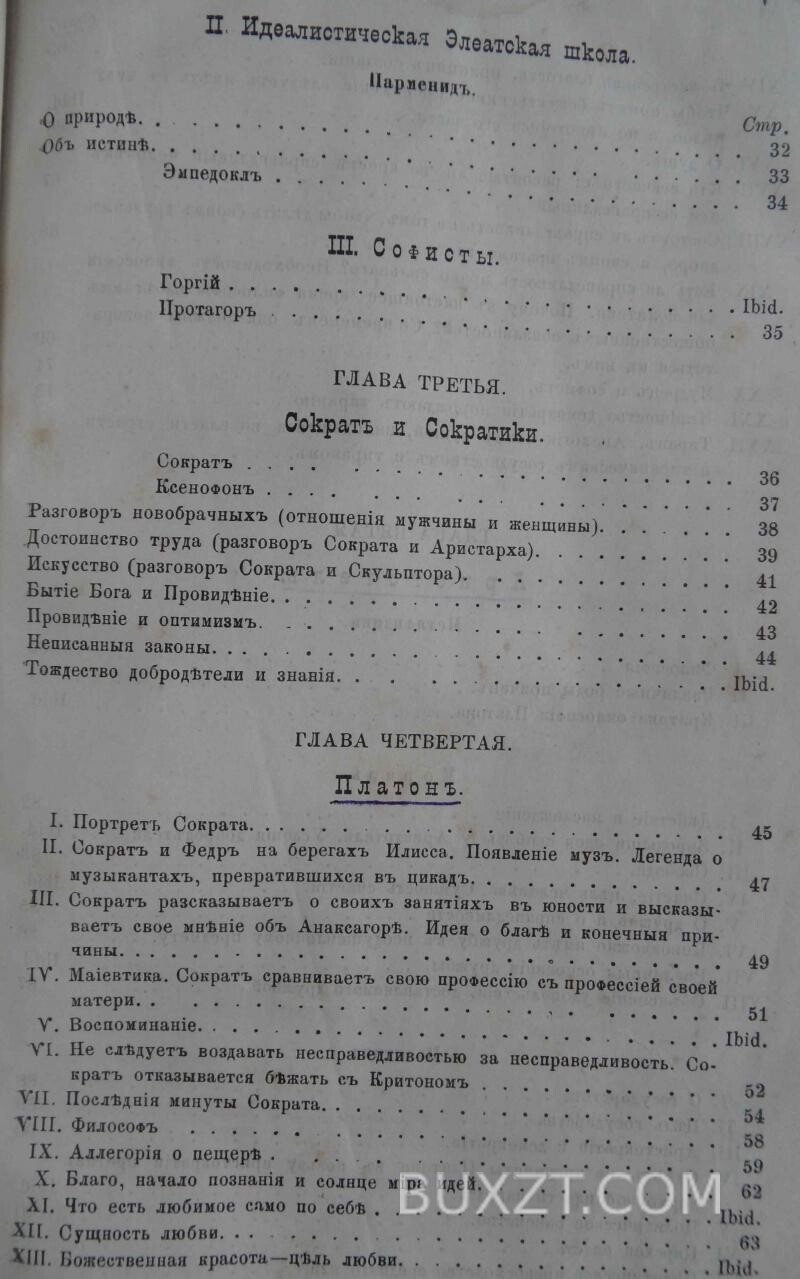 II. Идеалистическая Элеатская школа.
Парменидъ.
Стр.
О природѣ. . . . . . . . . . 32
Объ истинѣ. . . . . . . . . . 33
Эмпедоклъ . . . . . . . . . . 34
III. Софисты.
Горгій . . . . . . . . . . Ibid.
Протагоръ . . . . . . . . . . 35
ГЛАВА ТРЕТЬЯ.
Сократъ и Сократики.
Сократъ . . . . . . . . . . 36
Ксенофонъ . . . . . . . . . . 37
Разговоръ новобрачныхъ (отношенія мужчины и женщины). . . . . . 38
Достоинство труда (разговоръ Сократа и Аристарха). . . . . . . 39
Искусство (разговоръ Сократа и Скульптора). . . . . . . . 41
Бытіе Бога и Провидѣніе. . . . . . . . . . 42
Провидѣніе и оптимизмъ. . . . . . . . . . 43
Неписанныя законы. . . . . . . . . . 44
Тождество добродѣтели и знанія. . . . . . . . . . Ibid.
ГЛАВА ЧЕТВЕРТАЯ.
Платонъ.
I. Портретъ Сократа. . . . . . . . . . 45
II. Сократъ и Федръ на берегахъ Илисса. Появленіе музъ. Легенда о
музыкантахъ, превратившихся въ цикадъ. . . . . . . . . . 47
III. Сократъ разсказываетъ о своихъ занятіяхъ въ юности и высказы-
ваетъ свое мнѣніе объ Анаксагорѣ. Идея о благѣ и конечныя при-
чины. . . . . . . . . . 49
IV. Маіевтика. Сократъ сравниваетъ свою профессію съ профессіей своей
матери. . . . . . . . . . 51
V. Воспоминаніе. . . . . . . . . . Ibid.
VI. Не слѣдуетъ воздавать несправедливостью за несправедливость. Со-
кратъ отказывается бѣжать съ Критономъ . . . . . . . . 52
VII. Послѣднія минуты Сократа. . . . . . . . . . 54
VIII. Философъ . . . . . . . . . . 58
IX. Аллегорія о пещерѣ . . . . . . . . . . 59
X. Благо, начало познанія и солнце міра идей. . . . . . . . 62
XI. Что есть любимое само по себѣ . . . . . . . . . . Ibid.
XII. Сущность любви. . . . . . . . . . 63
XIII. Божественная красота—цѣль любви. . . . . . . . . . Ibid.
BUXZT.COM